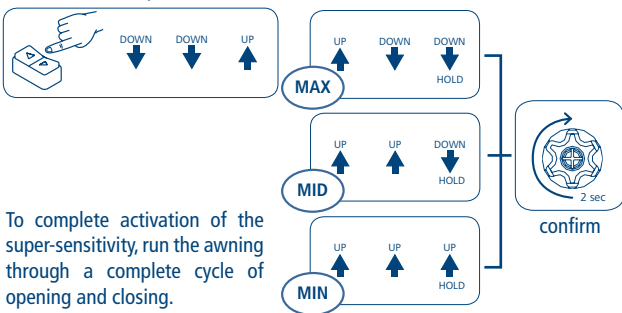 DOWN DOWN UP
UP DOWN DOWN
HOLD
MAX
UP UP DOWN
HOLD
MID
UP UP UP
HOLD
MIN
2 sec
confirm
To complete activation of the
super-sensitivity, run the awning
through a complete cycle of
opening and closing.